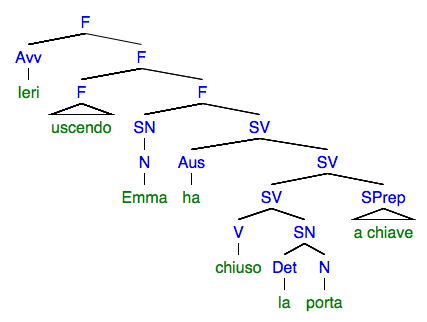 F
Avv F
Ieri F F
uscendo SN SV
N Aus SV
Emma ha SV SPrep
V SN a chiave
chiuso Det N
la porta